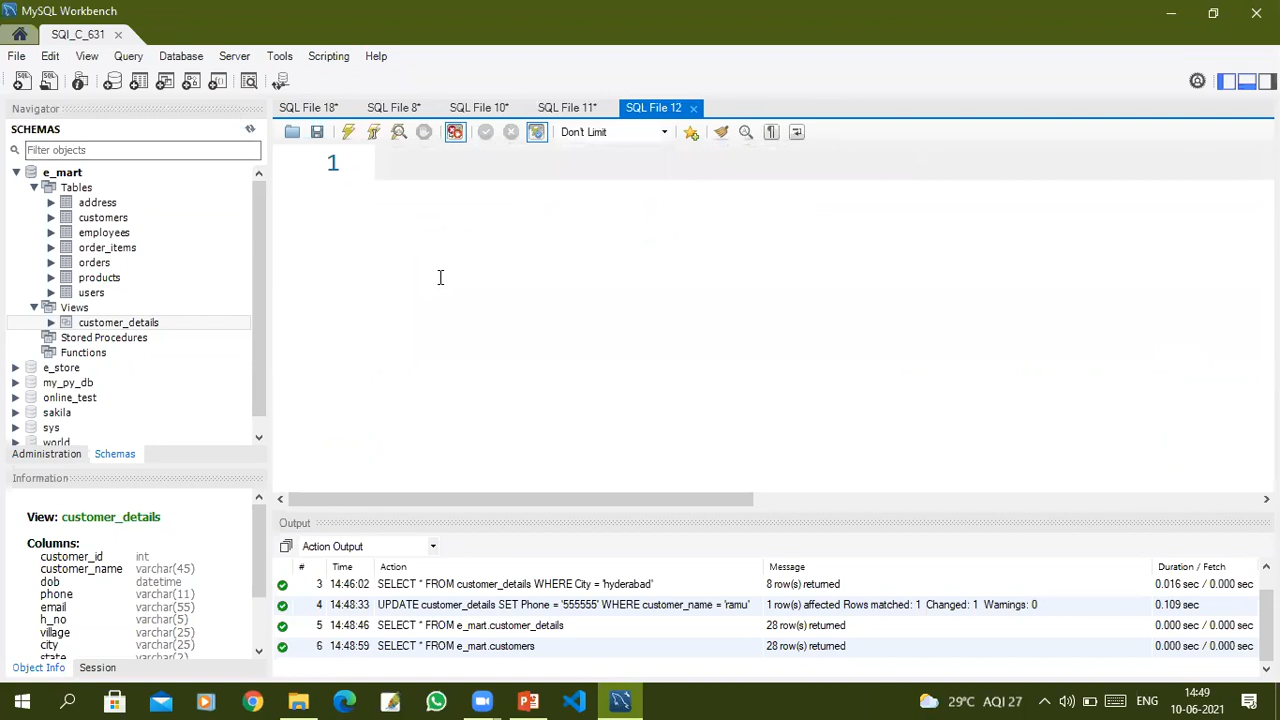 MySQL Workbench
SQl_C_631
File Edit View Query Database Server Tools Scripting Help
Navigator
SCHEMAS
Filter objects
e_mart
Tables
address
customers
employees
order_items
orders
products
users
Views
customer_details
Stored Procedures
Functions
e_store
my_py_db
online_test
sakila
sys
world
Administration Schemas
Information
View: customer_details
Columns:
customer_id int
customer_name varchar(45)
dob datetime
phone varchar(11)
email varchar(55)
h_no varchar(5)
village varchar(25)
city varchar(25)
state varchar(2)
Object Info Session
SQL File 18* SQL File 8* SQL File 10* SQL File 11* SQL File 12
Don't Limit
1
Output
Action Output
# Time Action Message Duration / Fetch
3 14:46:02 SELECT * FROM customer_details WHERE City = 'hyderabad' 8 row(s) returned 0.016 sec / 0.000 sec
4 14:48:33 UPDATE customer_details SET Phone = '555555' WHERE customer_name = 'ramu' 1 row(s) affected Rows matched: 1 Changed: 1 Warnings: 0 0.109 sec
5 14:48:46 SELECT * FROM e_mart.customer_details 28 row(s) returned 0.000 sec / 0.000 sec
6 14:48:59 SELECT * FROM e_mart.customers 28 row(s) returned 0.000 sec / 0.000 sec
29°C AQI 27
ENG
14:49
10-06-2021